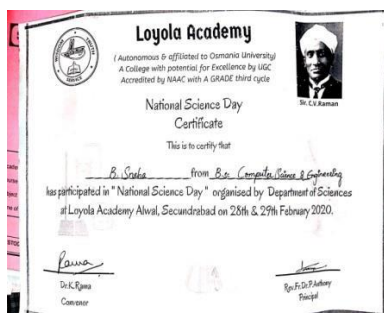 Loyola Academy
( Autonomous & affiliated to Osmania University)
A College with potential for Excellence by UGC
Accredited by NAAC with A GRADE third cycle
Sir. C.V.Raman
National Science Day
Certificate
This is to certify that
B. Sneha from B.Sc Computer Science & Engineering
has participated in " National Science Day " organised by Department of Sciences
at Loyola Academy Alwal, Secundrabad on 28th & 29th February 2020.
Rama
Dr.K.Rama
Convenor
Rev.Fr.Dr.P.Anthony
Principal